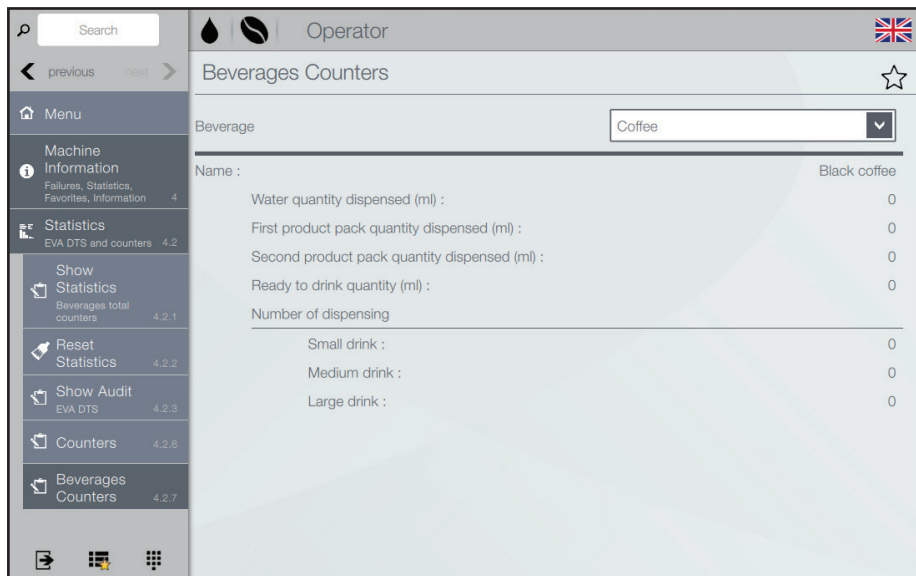 Search
Operator
previous next
Beverages Counters
Menu
Beverage
Coffee
Machine
Information
Failures, Statistics,
Favorites, Information 4
Statistics
EVA DTS and counters 4.2
Show
Statistics
Beverages total
counters 4.2.1
Reset
Statistics 4.2.2
Show Audit
EVA DTS 4.2.3
Counters 4.2.6
Beverages
Counters 4.2.7
Name : Black coffee
Water quantity dispensed (ml) : 0
First product pack quantity dispensed (ml) : 0
Second product pack quantity dispensed (ml) : 0
Ready to drink quantity (ml) : 0
Number of dispensing
Small drink : 0
Medium drink : 0
Large drink : 0